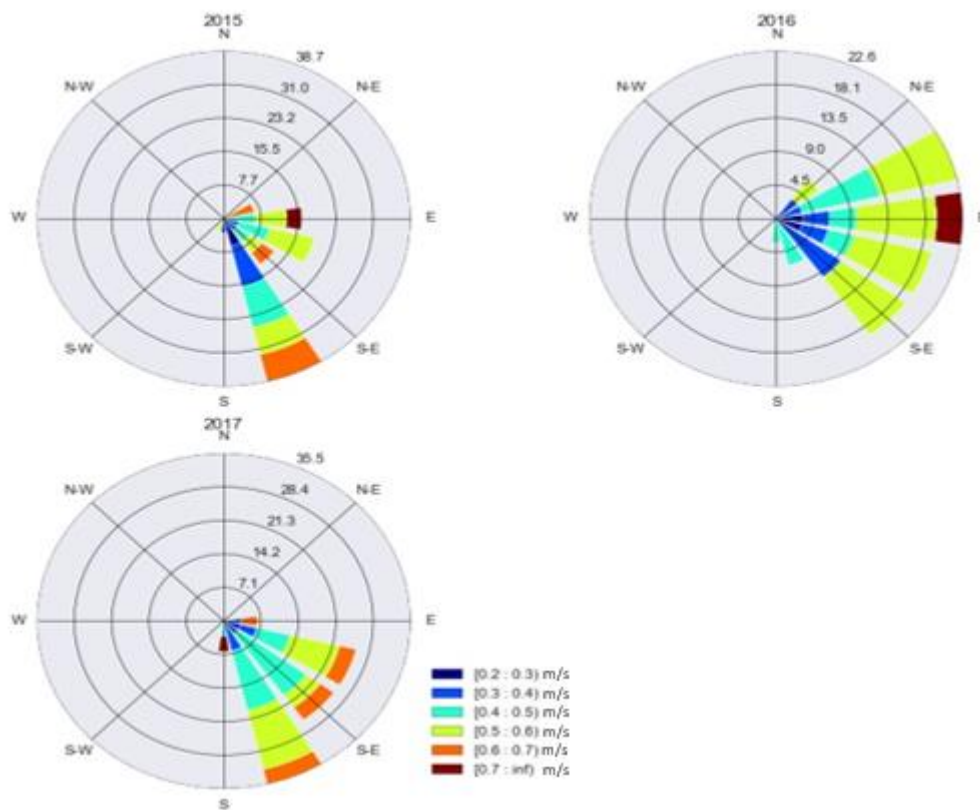 2015
N
38.7
N-W
N-E
31.0
23.2
15.5
7.7
W
E
S-W
S-E
S
2016
N
22.6
N-W
N-E
18.1
13.5
9.0
4.5
W
E
S-W
S-E
S
2017
N
35.5
N-W
N-E
28.4
21.3
14.2
7.1
W
E
S-W
S-E
S
[0.2 : 0.3) m/s
[0.3 : 0.4) m/s
[0.4 : 0.5) m/s
[0.5 : 0.6) m/s
[0.6 : 0.7) m/s
[0.7 : inf) m/s